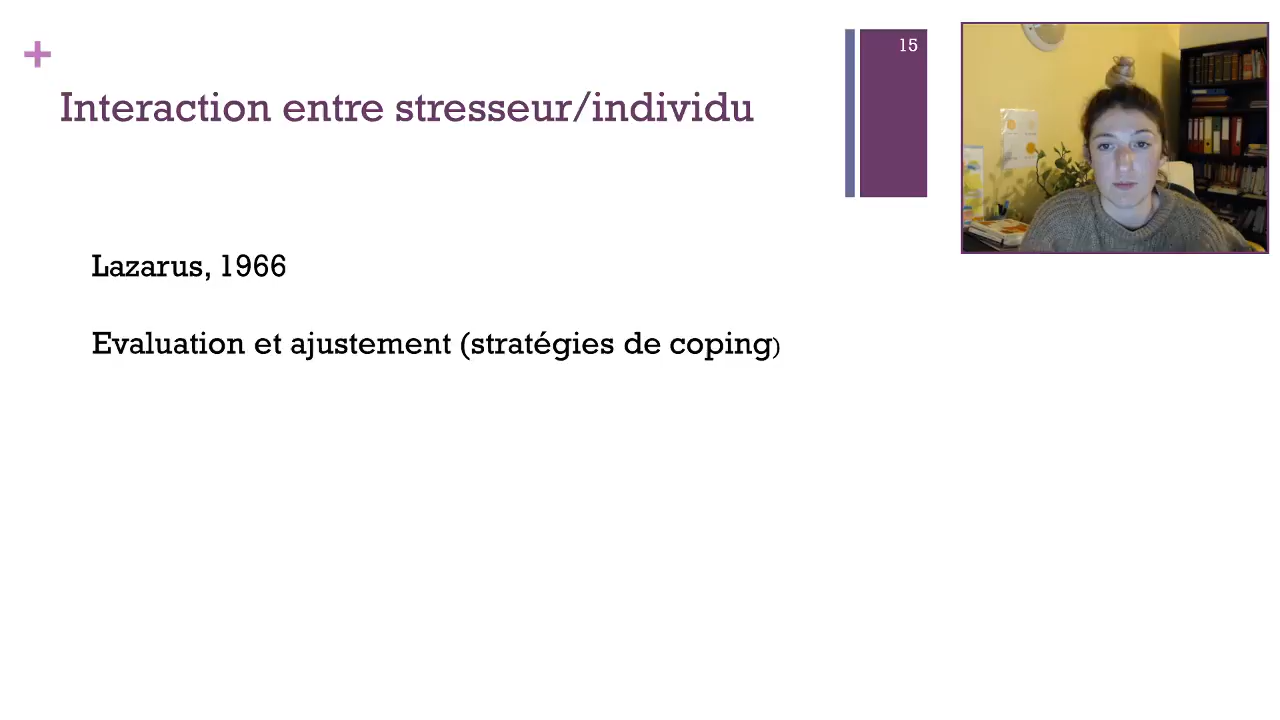 +
15
Interaction entre stresseur/individu
Lazarus, 1966
Evaluation et ajustement (stratégies de coping)